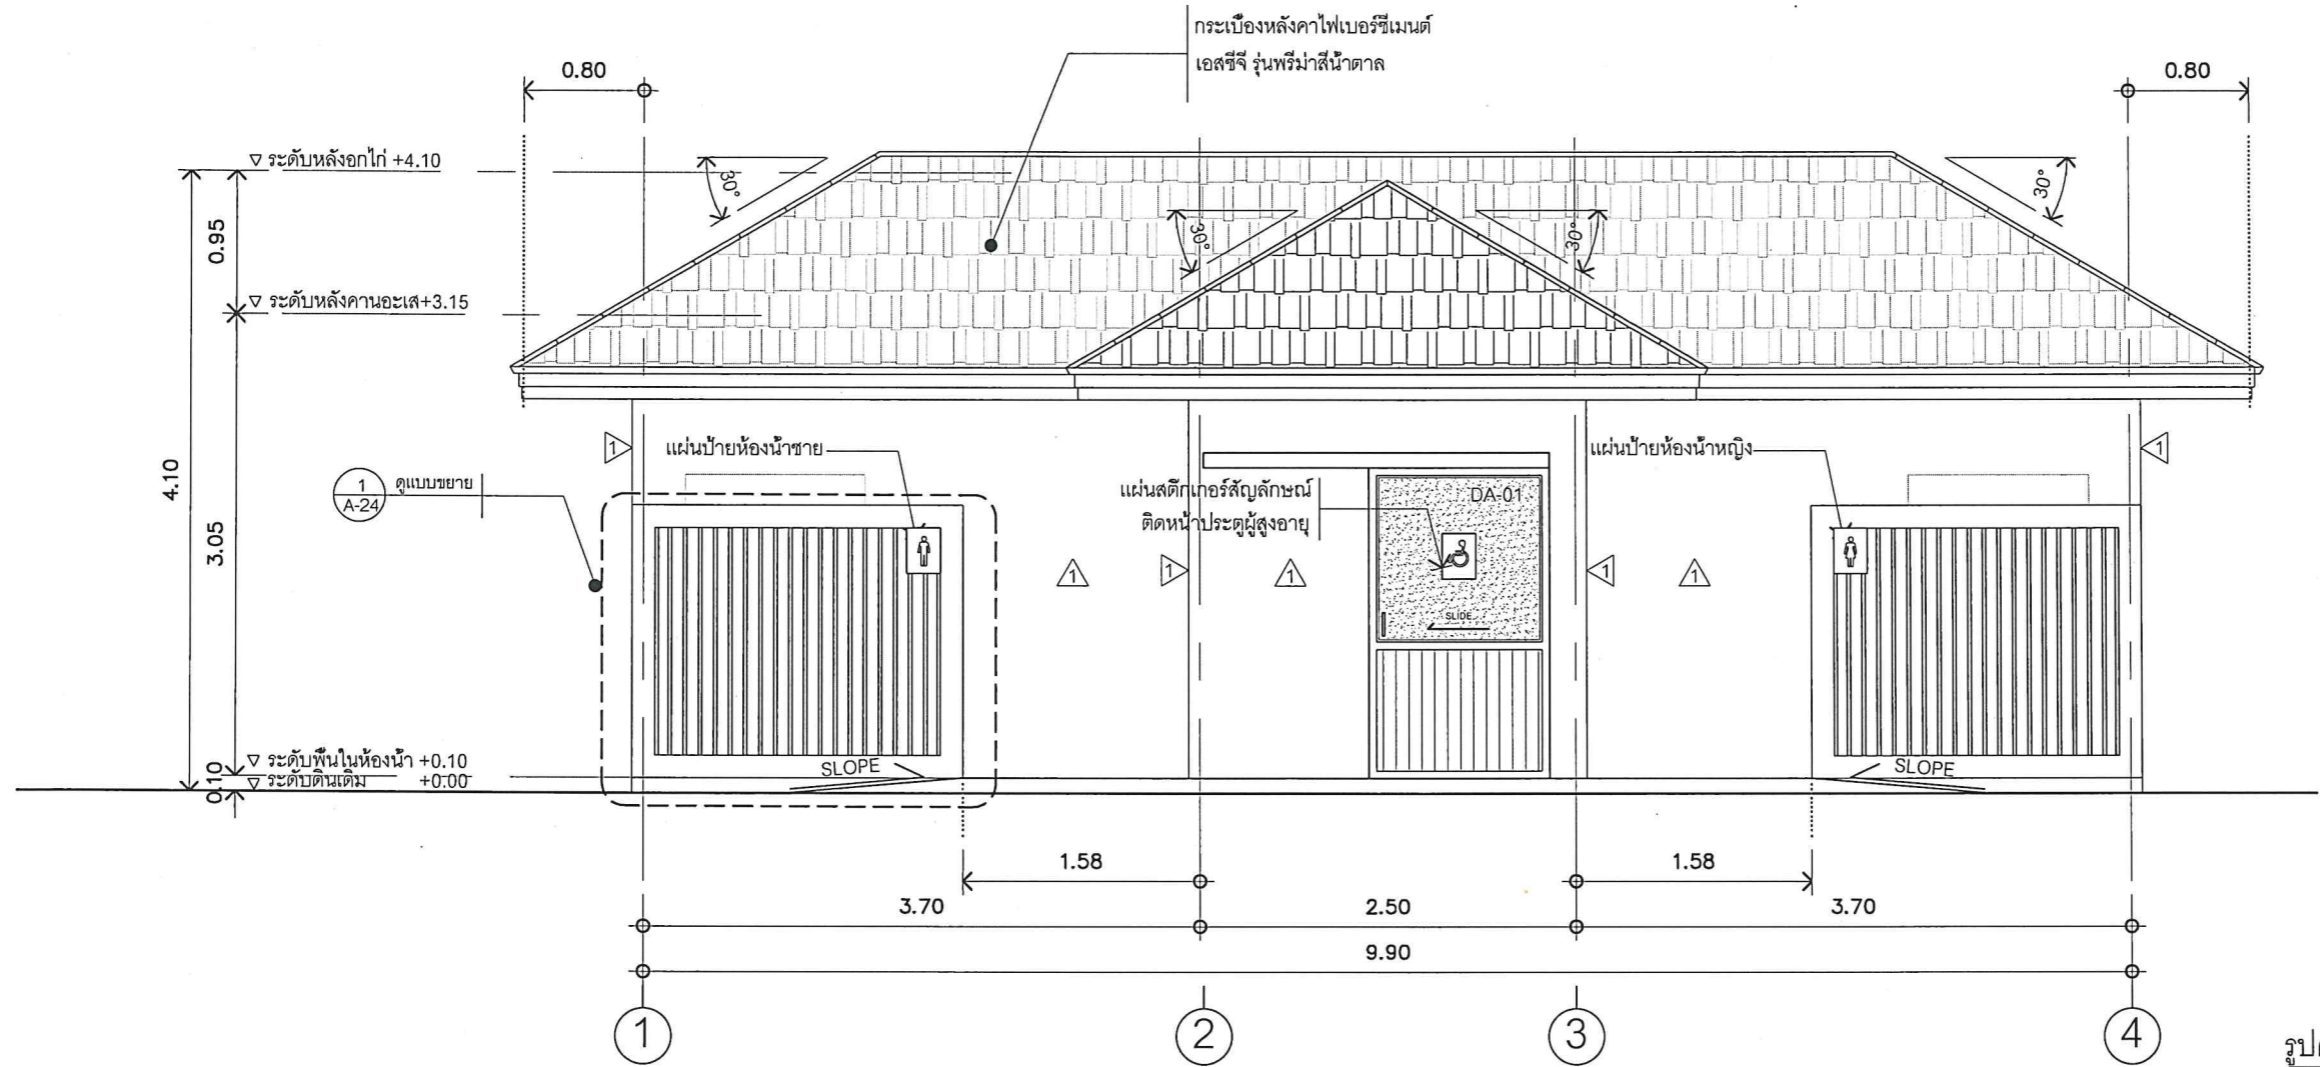 กระเบื้องหลังคาไฟเบอร์ซีเมนต์
เอสซีจี รุ่นพรีม่าสีน้ำตาล
0.80
0.80
ระดับหลังอกไก่ +4.10
30°
30°
30°
30°
0.95
ระดับหลังคานอะเส+3.15
4.10
3.05
0.10
1
A-24
ดูแบบขยาย
แผ่นป้ายห้องน้ำชาย
แผ่นป้ายห้องน้ำหญิง
แผ่นสติกเกอร์สัญลักษณ์
ติดหน้าประตูผู้สูงอายุ
DA-01
SLIDE
1
1
1
1
1
1
1
ระดับพื้นในห้องน้ำ +0.10
ระดับดินเดิม +0.00
SLOPE
SLOPE
1.58
1.58
3.70
2.50
3.70
9.90
1
2
3
4